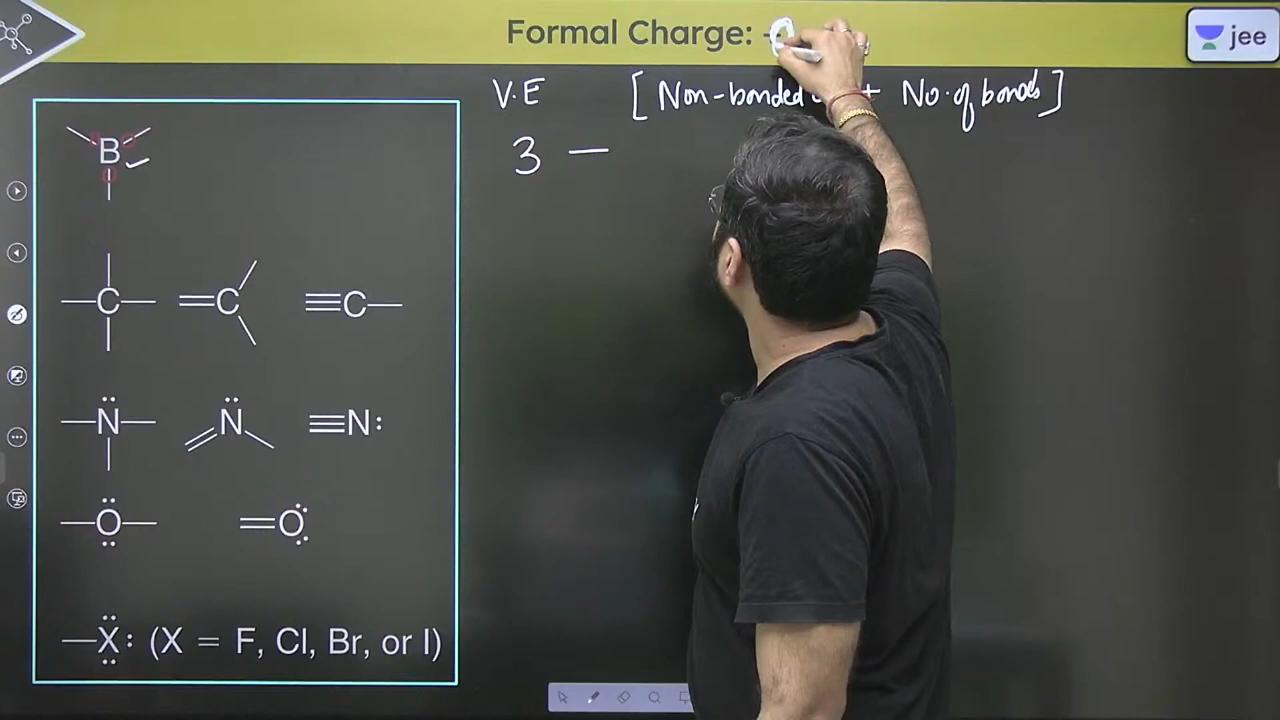 Formal Charge:
jee
V.E [Non-bonded + No. of bonds]
3 —
B
C =C ≡C
N N ≡N:
O =O
X: (X = F, Cl, Br, or I)